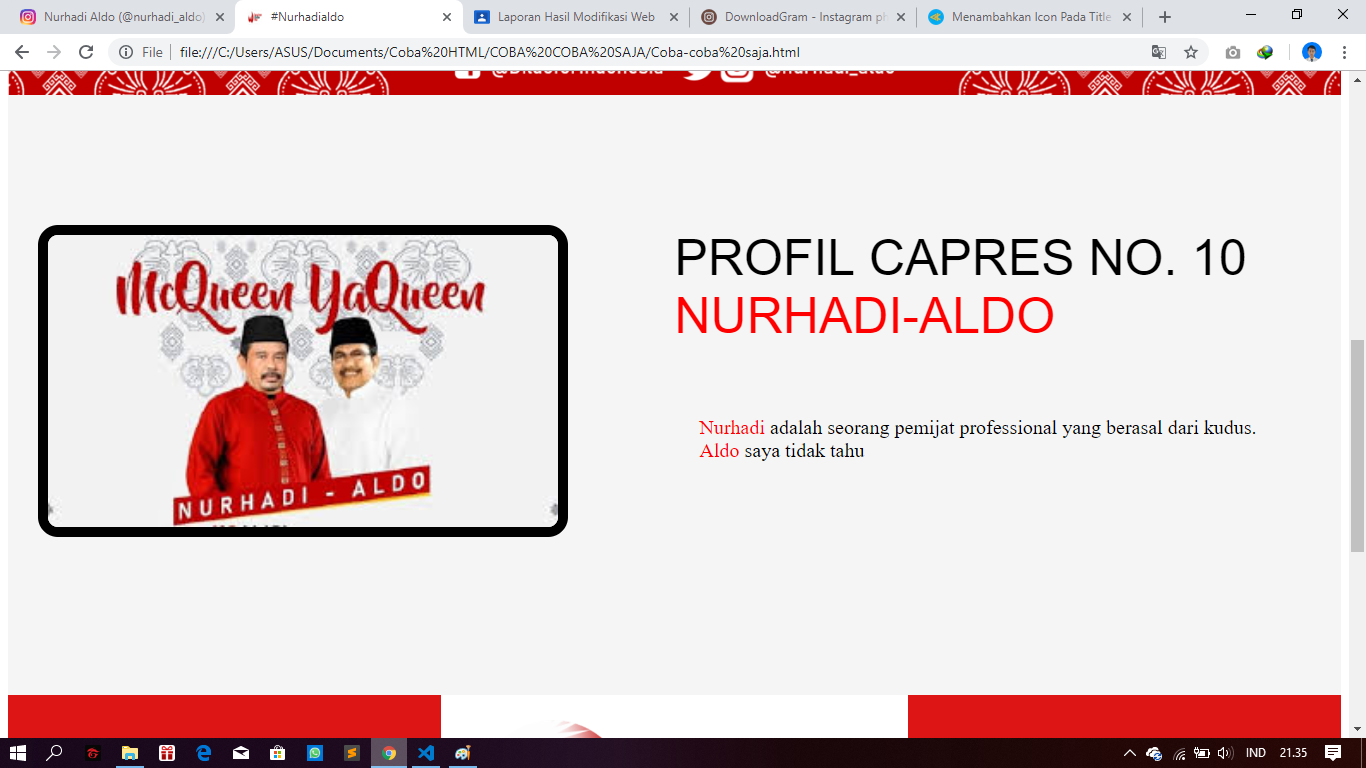 Nurhadi Aldo (@nurhadi_aldo)
#Nurhadialdo
Laporan Hasil Modifikasi Web
DownloadGram - Instagram ph
Menambahkan Icon Pada Title
File
file:///C:/Users/ASUS/Documents/Coba%20HTML/COBA%20COBA%20SAJA/Coba-coba%20saja.html
@nurhadi_aldo
McQueen YaQueen
NURHADI - ALDO
PROFIL CAPRES NO. 10
NURHADI-ALDO
Nurhadi adalah seorang pemijat professional yang berasal dari kudus.
Aldo saya tidak tahu
IND
21.35